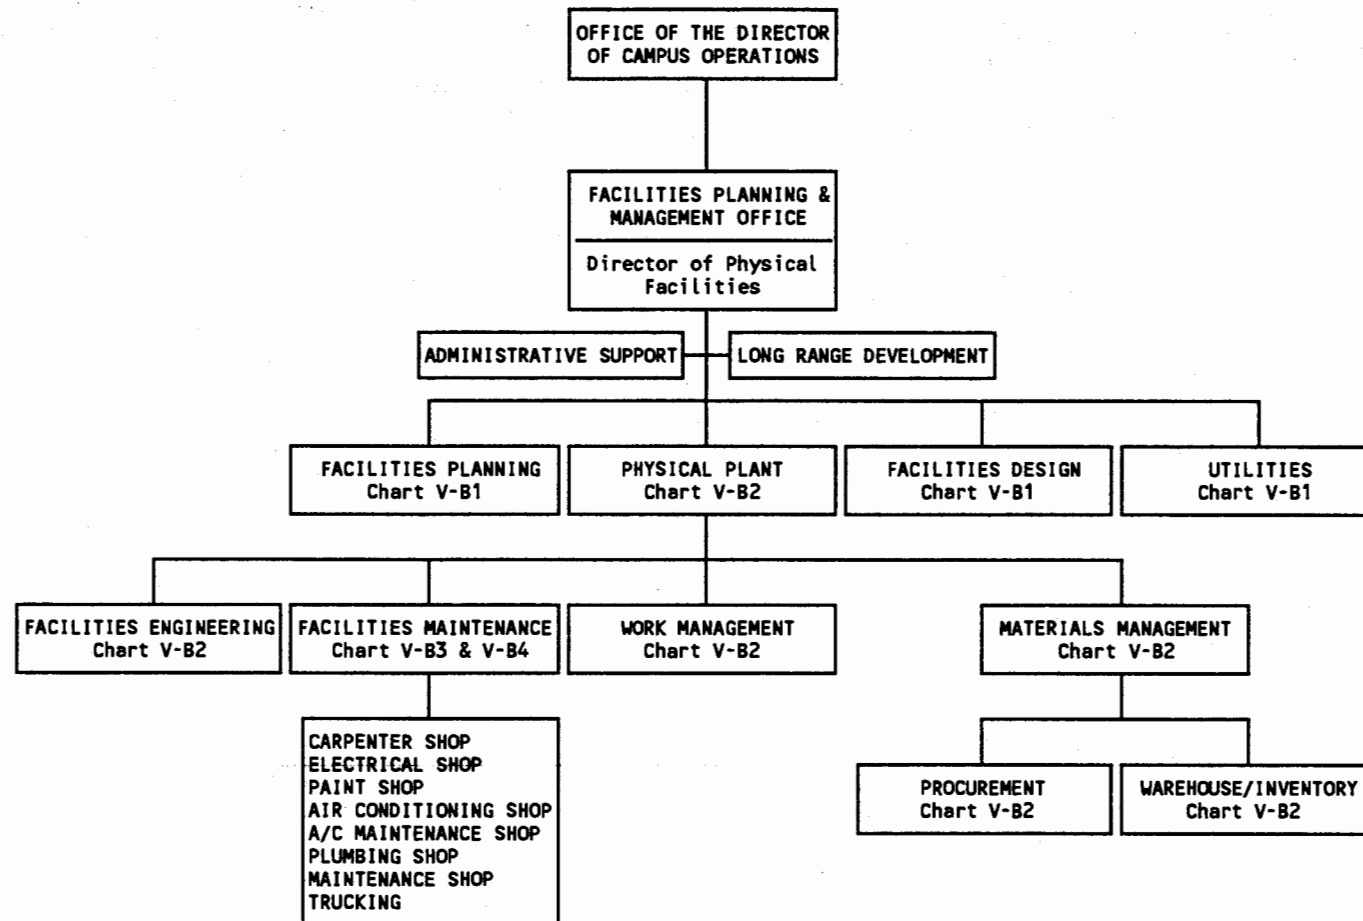 OFFICE OF THE DIRECTOR
OF CAMPUS OPERATIONS
FACILITIES PLANNING &
MANAGEMENT OFFICE
Director of Physical
Facilities
ADMINISTRATIVE SUPPORT
LONG RANGE DEVELOPMENT
FACILITIES PLANNING
Chart V-B1
PHYSICAL PLANT
Chart V-B2
FACILITIES DESIGN
Chart V-B1
UTILITIES
Chart V-B1
FACILITIES ENGINEERING
Chart V-B2
FACILITIES MAINTENANCE
Chart V-B3 & V-B4
WORK MANAGEMENT
Chart V-B2
MATERIALS MANAGEMENT
Chart V-B2
CARPENTER SHOP
ELECTRICAL SHOP
PAINT SHOP
AIR CONDITIONING SHOP
A/C MAINTENANCE SHOP
PLUMBING SHOP
MAINTENANCE SHOP
TRUCKING
PROCUREMENT
Chart V-B2
WAREHOUSE/INVENTORY
Chart V-B2